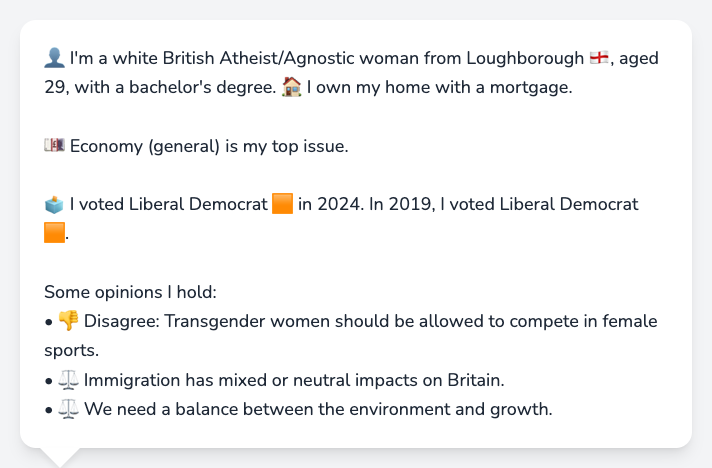 👤 I'm a white British Atheist/Agnostic woman from Loughborough 🏴󠁧󠁢󠁥󠁮󠁧󠁿, aged
29, with a bachelor's degree. 🏠 I own my home with a mortgage.
💷 Economy (general) is my top issue.
🗳️ I voted Liberal Democrat 🟧 in 2024. In 2019, I voted Liberal Democrat
🟧.
Some opinions I hold:
• 👎 Disagree: Transgender women should be allowed to compete in female
sports.
• ⚖️ Immigration has mixed or neutral impacts on Britain.
• ⚖️ We need a balance between the environment and growth.